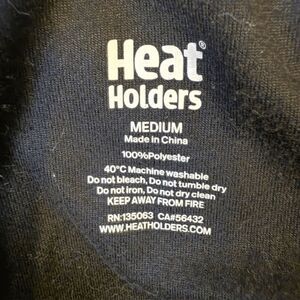 Heat®
Holders
MEDIUM
Made in China
100%Polyester
40°C Machine washable
Do not bleach, Do not tumble dry
Do not iron, Do not dry clean
KEEP AWAY FROM FIRE
RN:135063 CA#56432
WWW.HEATHOLDERS.COM